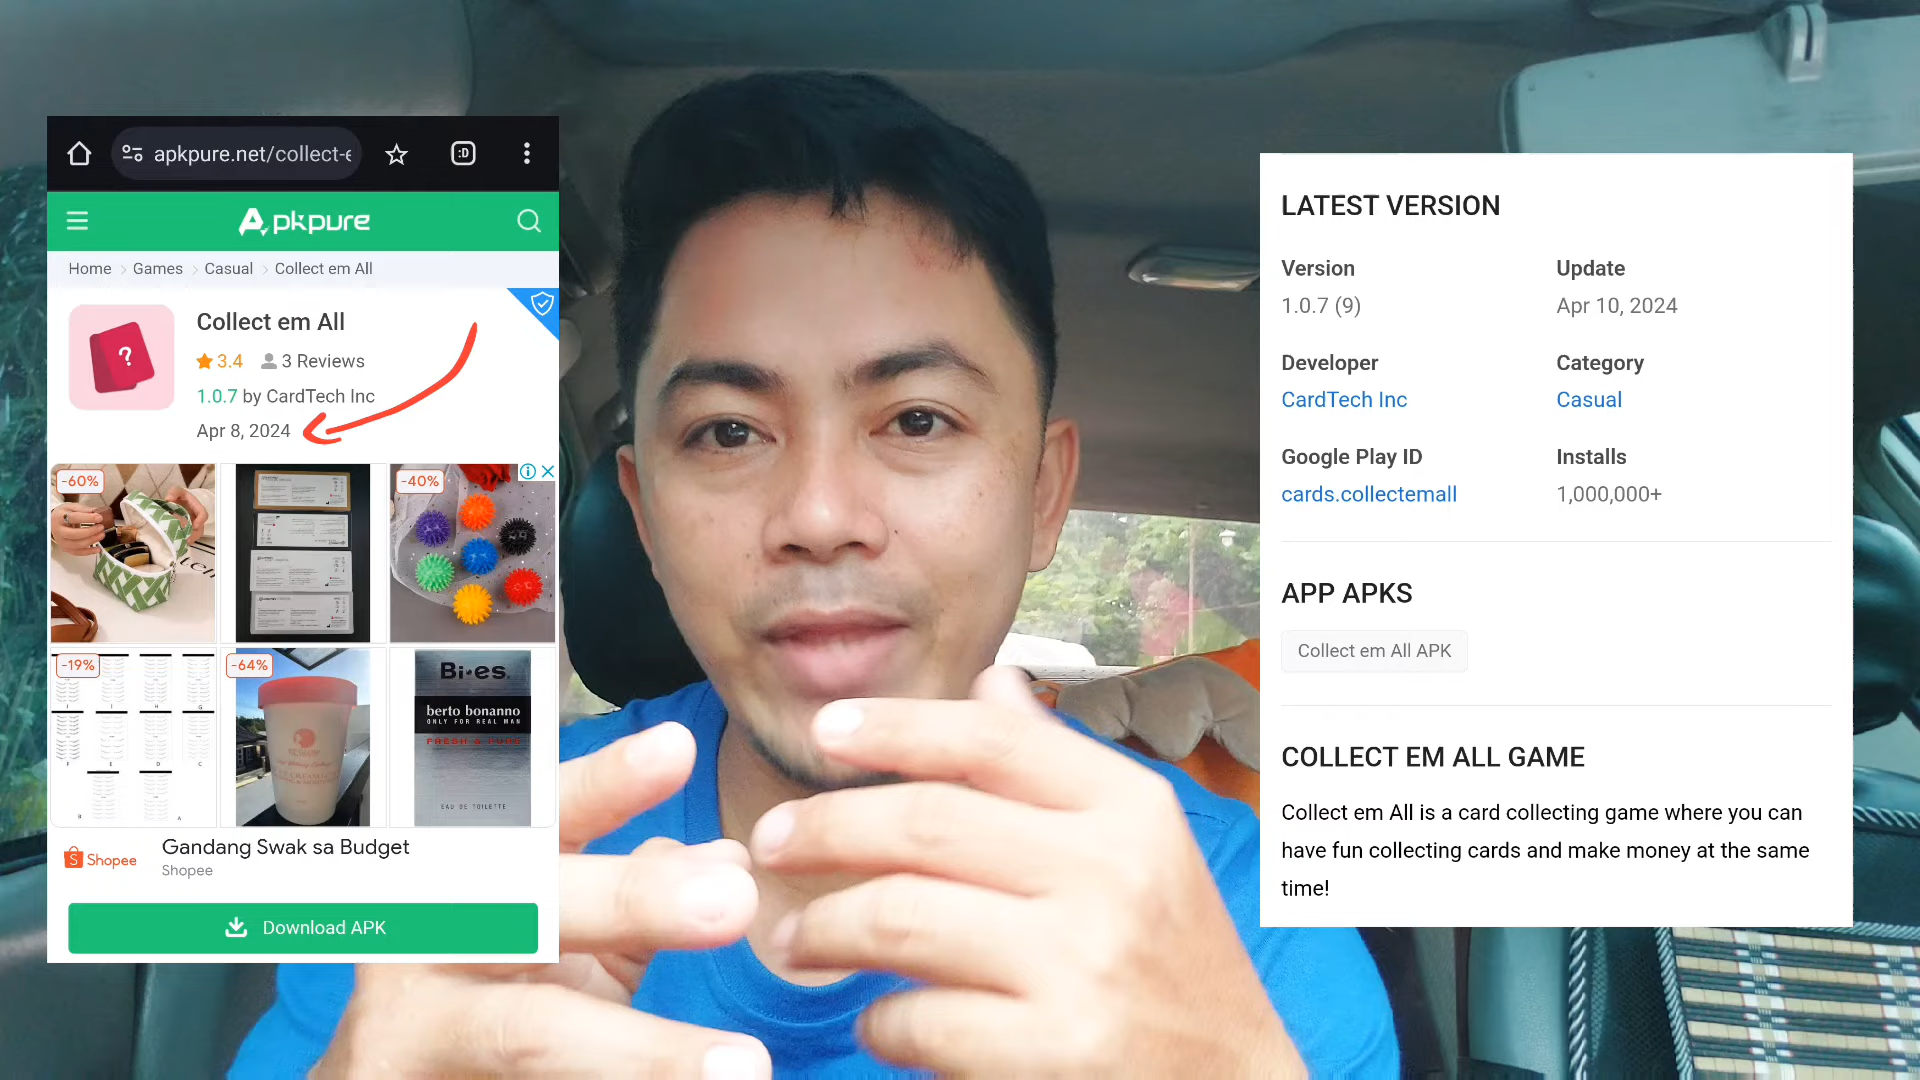 apkpure.net/collect-e
:D
Apkpure
Home > Games > Casual > Collect em All
?
Collect em All
3.4 3 Reviews
1.0.7 by CardTech Inc
Apr 8, 2024
-60%
-40%
-19%
-64%
Bi·es.
berto bonanno
ONLY FOR REAL MAN
EAU DE TOILETTE
Shopee
Gandang Swak sa Budget
Shopee
Download APK
LATEST VERSION
Version Update
1.0.7 (9) Apr 10, 2024
Developer Category
CardTech Inc Casual
Google Play ID Installs
cards.collectemall 1,000,000+
APP APKS
Collect em All APK
COLLECT EM ALL GAME
Collect em All is a card collecting game where you can
have fun collecting cards and make money at the same
time!